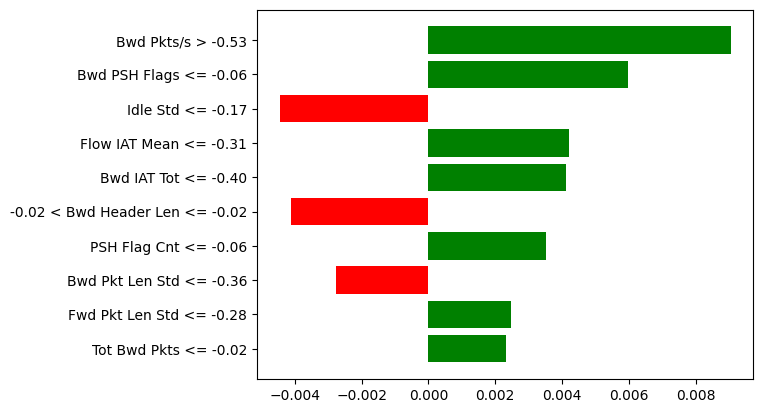 Bwd Pkts/s > -0.53
Bwd PSH Flags <= -0.06
Idle Std <= -0.17
Flow IAT Mean <= -0.31
Bwd IAT Tot <= -0.40
-0.02 < Bwd Header Len <= -0.02
PSH Flag Cnt <= -0.06
Bwd Pkt Len Std <= -0.36
Fwd Pkt Len Std <= -0.28
Tot Bwd Pkts <= -0.02
−0.004 −0.002 0.000 0.002 0.004 0.006 0.008